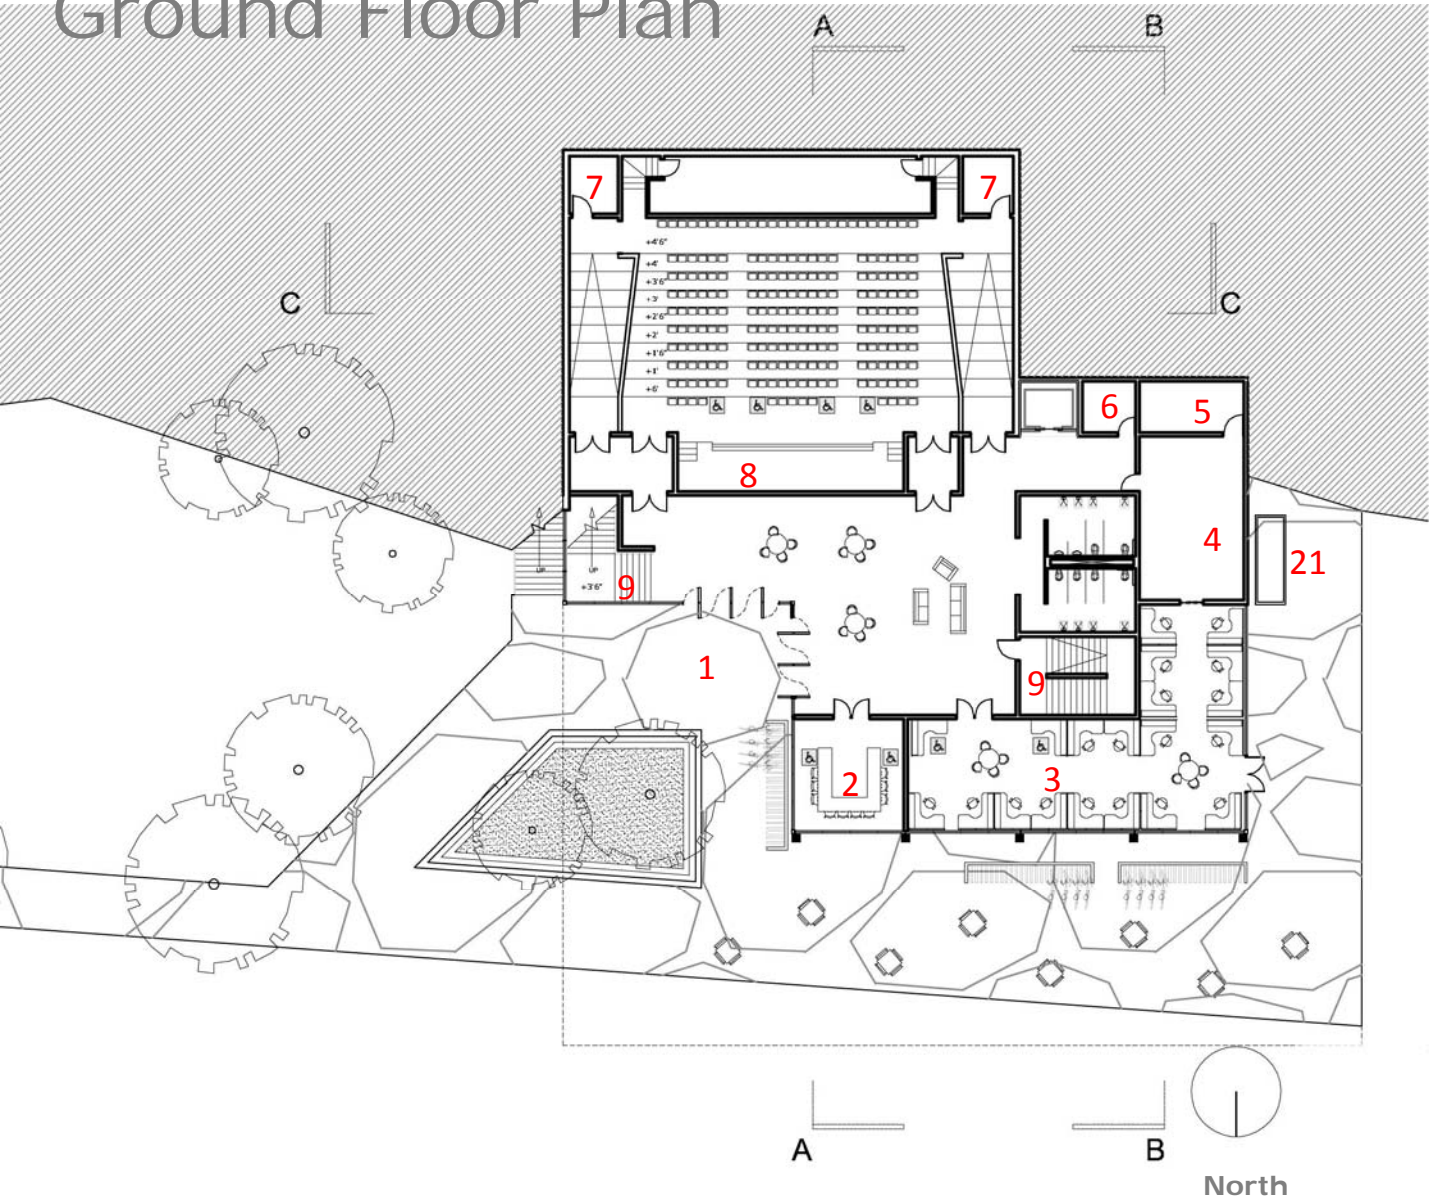 Ground Floor Plan
A
B
7
7
+4'6"
+4'
+3'6"
+3'
C
C
+2'6"
+2'
+1'6"
+1'
+6'
6
5
8
4
21
UP
UP
+3'6"
9
1
9
2
3
A
B
North